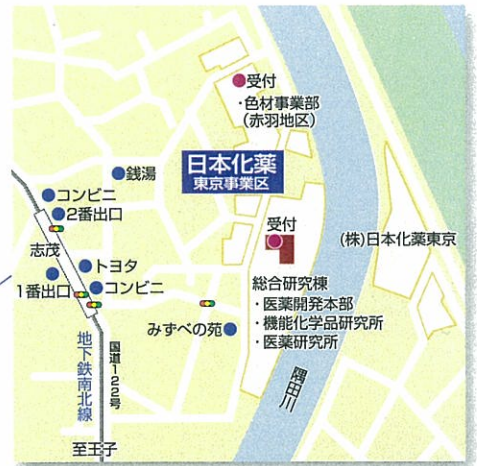 受付
・色材事業部
(赤羽地区)
銭湯
日本化薬
東京事業区
コンビニ
2番出口
志茂
受付
(株)日本化薬東京
トヨタ
コンビニ
1番出口
総合研究棟
・医薬開発本部
・機能化学品研究所
・医薬研究所
みずべの苑
国道122号
地下鉄南北線
隅田川
至王子